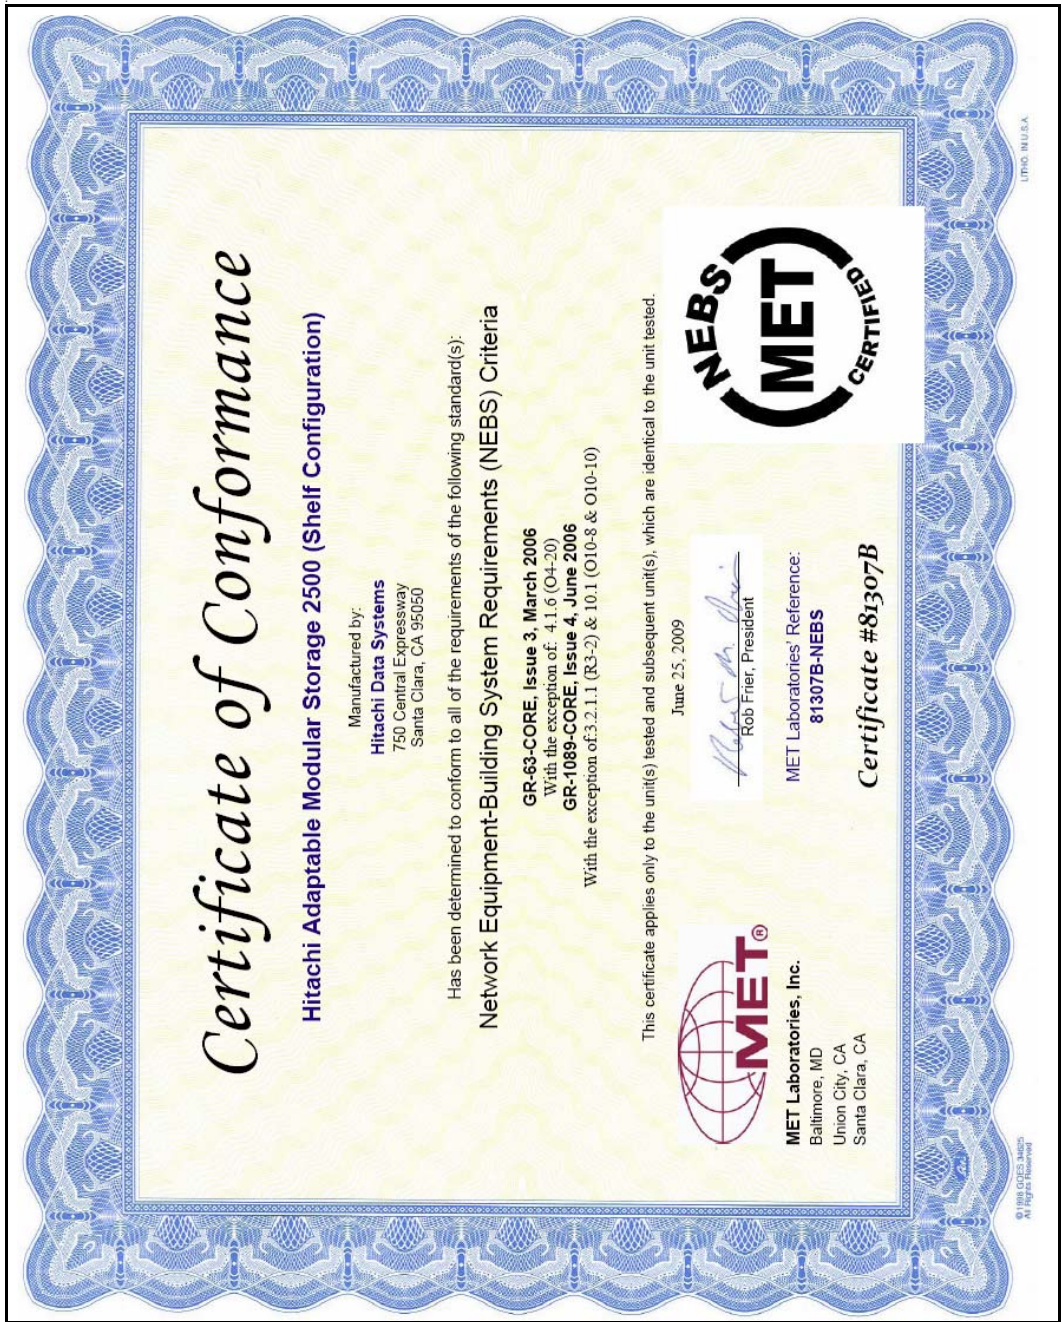 Certificate of Conformance
Hitachi Adaptable Modular Storage 2500 (Shelf Configuration)
Manufactured by:
Hitachi Data Systems
750 Central Expressway
Santa Clara, CA 95050
Has been determined to conform to all of the requirements of the following standard(s):
Network Equipment-Building System Requirements (NEBS) Criteria
GR-63-CORE, Issue 3, March 2006
With the exception of: 4.1.6 (O4-20)
GR-1089-CORE, Issue 4, June 2006
With the exception of:3.2.1.1 (R3-2) & 10.1 (O10-8 & O10-10)
This certificate applies only to the unit(s) tested and subsequent unit(s), which are identical to the unit tested.
June 25, 2009
Rob Frier, President
MET®
MET Laboratories, Inc.
Baltimore, MD
Union City, CA
Santa Clara, CA
MET Laboratories' Reference:
81307B-NEBS
Certificate #81307B
NEBS
MET
CERTIFIED
©1998 GOES 34625
All Rights Reserved
LITHO. IN U.S.A.